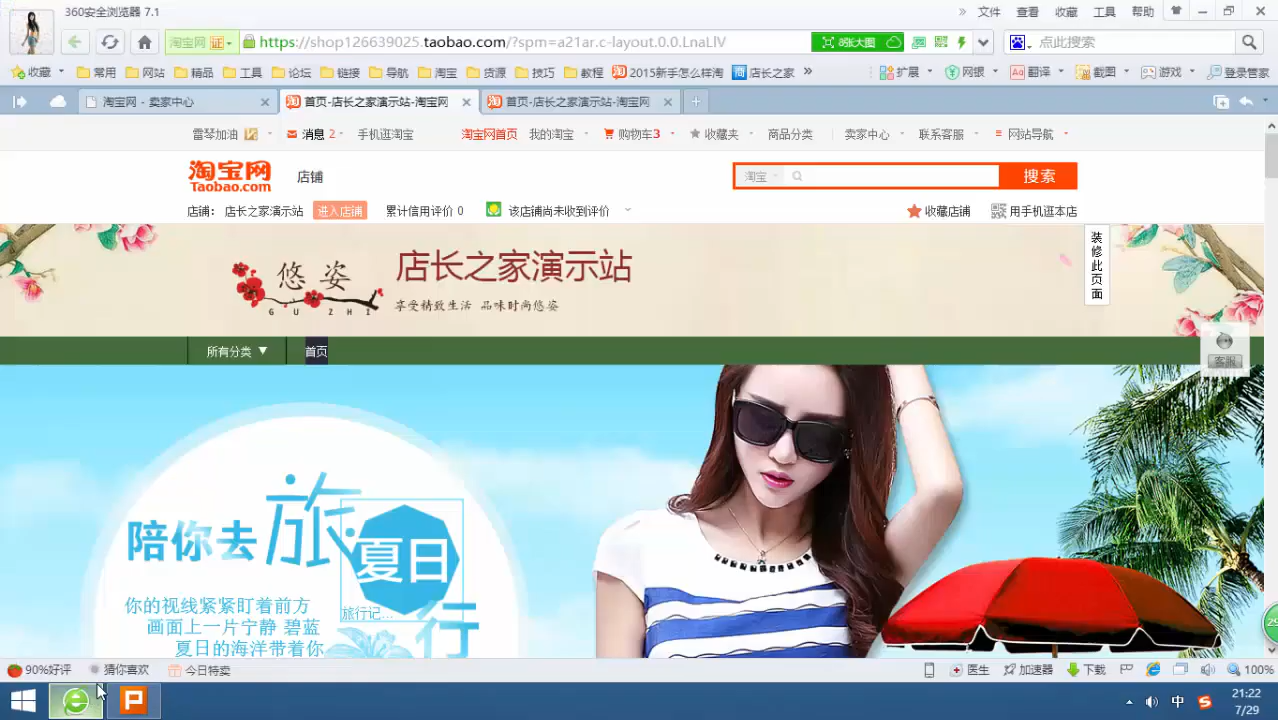 360安全浏览器 7.1
» 文件 查看 收藏 工具 帮助
淘宝网 证 https://shop126639025.taobao.com/?spm=a21ar.c-layout.0.0.LnaLlV 8张大图 点此搜索
收藏 常用 网站 精品 工具 论坛 链接 导航 淘宝 货源 技巧 教程 2015新手怎么样淘 店长之家 » 扩展 网银 翻译 截图 游戏 登录管家
淘宝网 - 卖家中心 首页-店长之家演示站-淘宝网 首页-店长之家演示站-淘宝网
雷琴加油 消息 2 手机逛淘宝 淘宝网首页 我的淘宝 购物车3 收藏夹 商品分类 卖家中心 联系客服 网站导航
淘宝网
Taobao.com
店铺
淘宝
搜索
店铺: 店长之家演示站 进入店铺 累计信用评价 0 该店铺尚未收到评价 收藏店铺 用手机逛本店
装修此页面
悠姿
GUZHI
店长之家演示站
享受精致生活 品味时尚悠姿
客服
所有分类 ▼ 首页
陪你去旅行
夏日
旅行记...
你的视线紧紧盯着前方
画面上一片宁静 碧蓝
夏日的海洋带着你
29
90%好评 猜你喜欢 今日特卖 医生 加速器 下载 100%
中
21:22
7/29